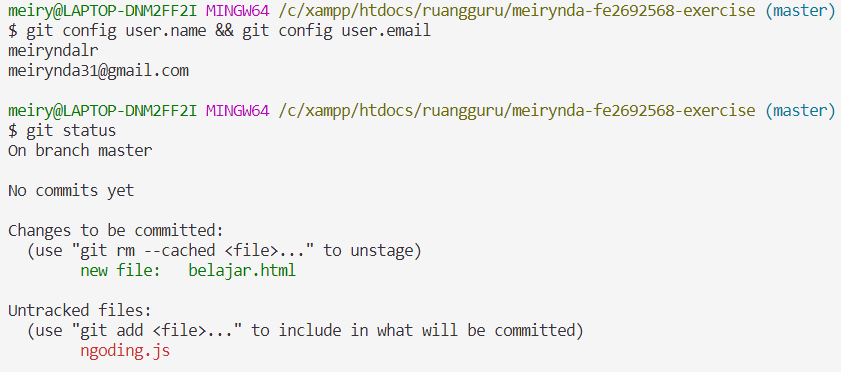 meiry@LAPTOP-DNM2FF2I MINGW64 /c/xampp/htdocs/ruangguru/meirynda-fe2692568-exercise (master)
$ git config user.name && git config user.email
meiryndalr
meirynda31@gmail.com
meiry@LAPTOP-DNM2FF2I MINGW64 /c/xampp/htdocs/ruangguru/meirynda-fe2692568-exercise (master)
$ git status
On branch master
No commits yet
Changes to be committed:
(use "git rm --cached <file>..." to unstage)
new file: belajar.html
Untracked files:
(use "git add <file>..." to include in what will be committed)
ngoding.js